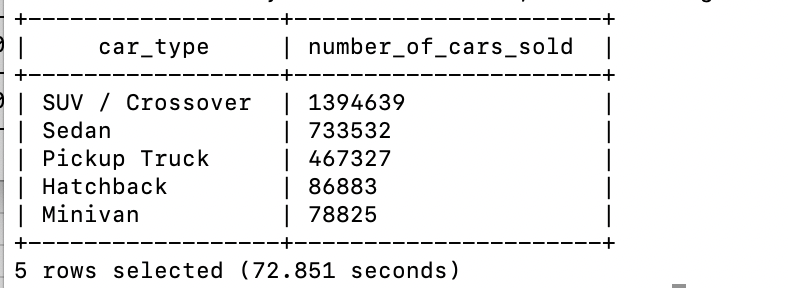 +-------------------+-----------------------+
|     car_type      | number_of_cars_sold   |
+-------------------+-----------------------+
| SUV / Crossover   | 1394639               |
| Sedan             | 733532                |
| Pickup Truck      | 467327                |
| Hatchback         | 86883                 |
| Minivan           | 78825                 |
+-------------------+-----------------------+
5 rows selected (72.851 seconds)